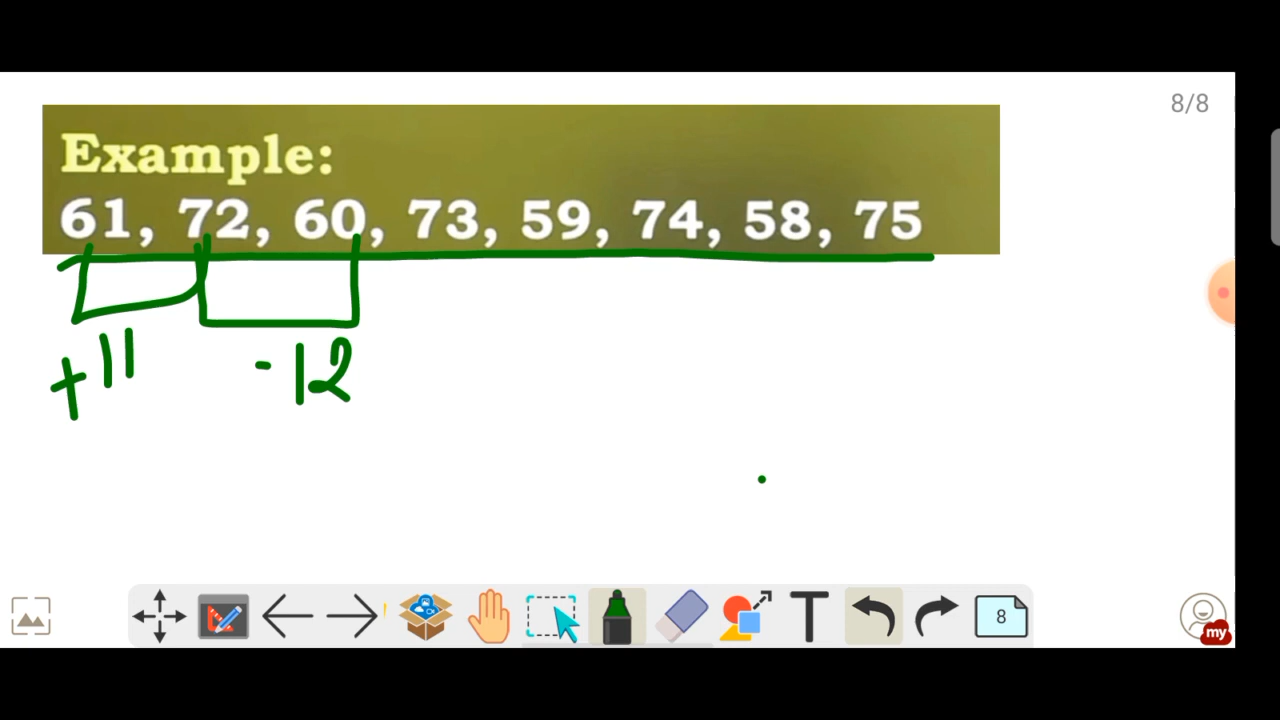 8/8
Example:
61, 72, 60, 73, 59, 74, 58, 75
+11 -12
T 8
my